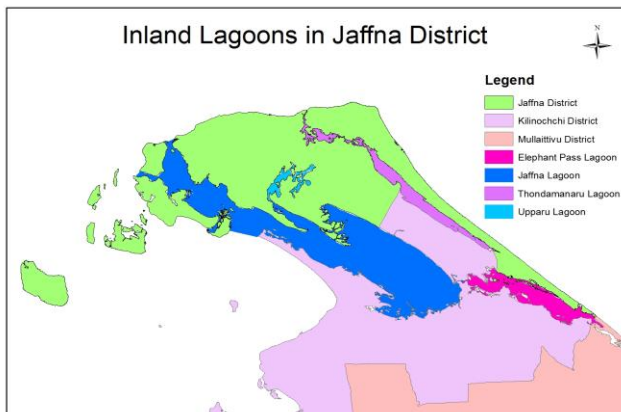 Inland Lagoons in Jaffna District
N
Legend
Jaffna District
Kilinochchi District
Mullaittivu District
Elephant Pass Lagoon
Jaffna Lagoon
Thondamanaru Lagoon
Upparu Lagoon